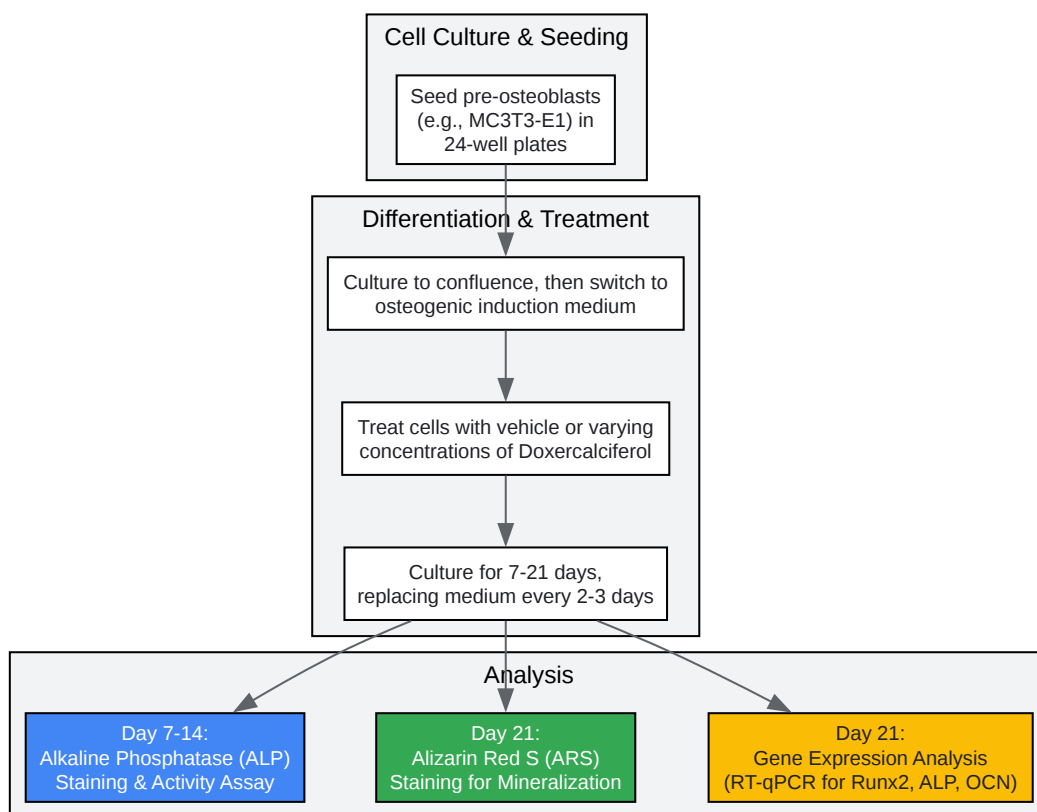 Cell Culture & Seeding
Seed pre-osteoblasts
(e.g., MC3T3-E1) in
24-well plates
Differentiation & Treatment
Culture to confluence, then switch to
osteogenic induction medium
Treat cells with vehicle or varying
concentrations of Doxercalciferol
Culture for 7-21 days,
replacing medium every 2-3 days
Analysis
Day 7-14:
Alkaline Phosphatase (ALP)
Staining & Activity Assay
Day 21:
Alizarin Red S (ARS)
Staining for Mineralization
Day 21:
Gene Expression Analysis
(RT-qPCR for Runx2, ALP, OCN)